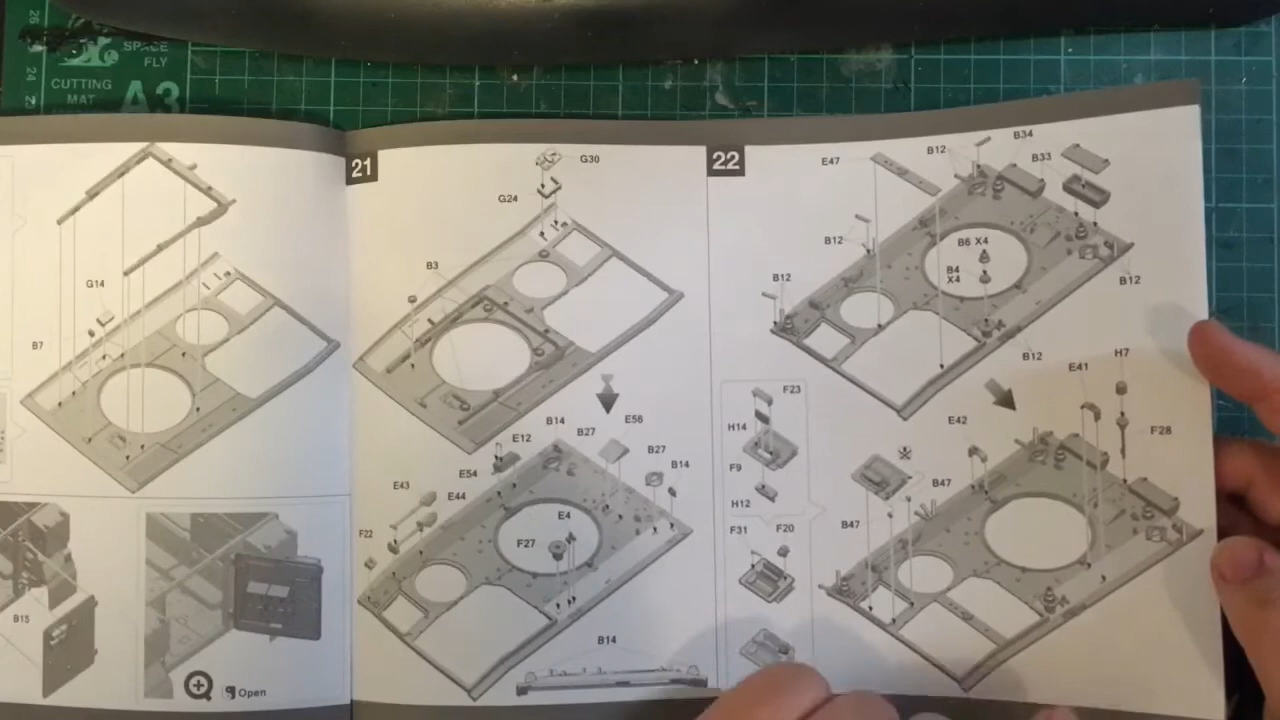 26
24
SPACE
FLY
CUTTING
MAT
A3
G14
B7
B15
Open
21
G30
G24
B3
E56
B14
B27
E12
B27
E54
B14
E43
E44
E4
F22
F27
B14
22
B34
B12
E47
B33
B12
B6 X4
B4
X4
B12
B12
B12
H7
E41
F23
E42
F28
H14
F9
B47
H12
B47
F31
F20